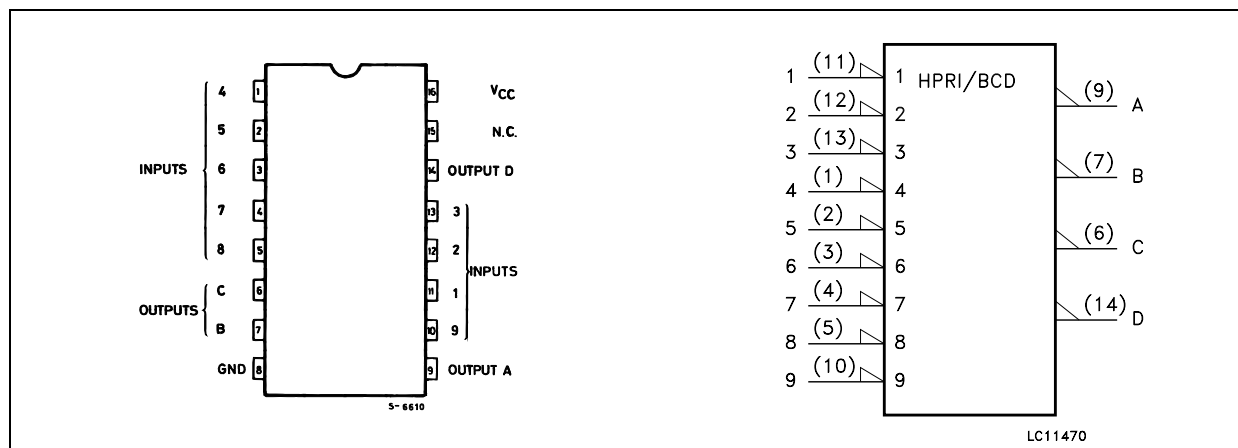 4 1 16 VCC
5 2 15 N.C.
INPUTS 6 3 14 OUTPUT D
7 4 13 3
8 5 12 2
INPUTS
OUTPUTS C 6 11 1
B 7 10 9
GND 8 9 OUTPUT A
S-6610
HPRI/BCD
1 (11) 1
2 (12) 2
3 (13) 3
4 (1) 4
5 (2) 5
6 (3) 6
7 (4) 7
8 (5) 8
9 (10) 9
(9) A
(7) B
(6) C
(14) D
LC11470